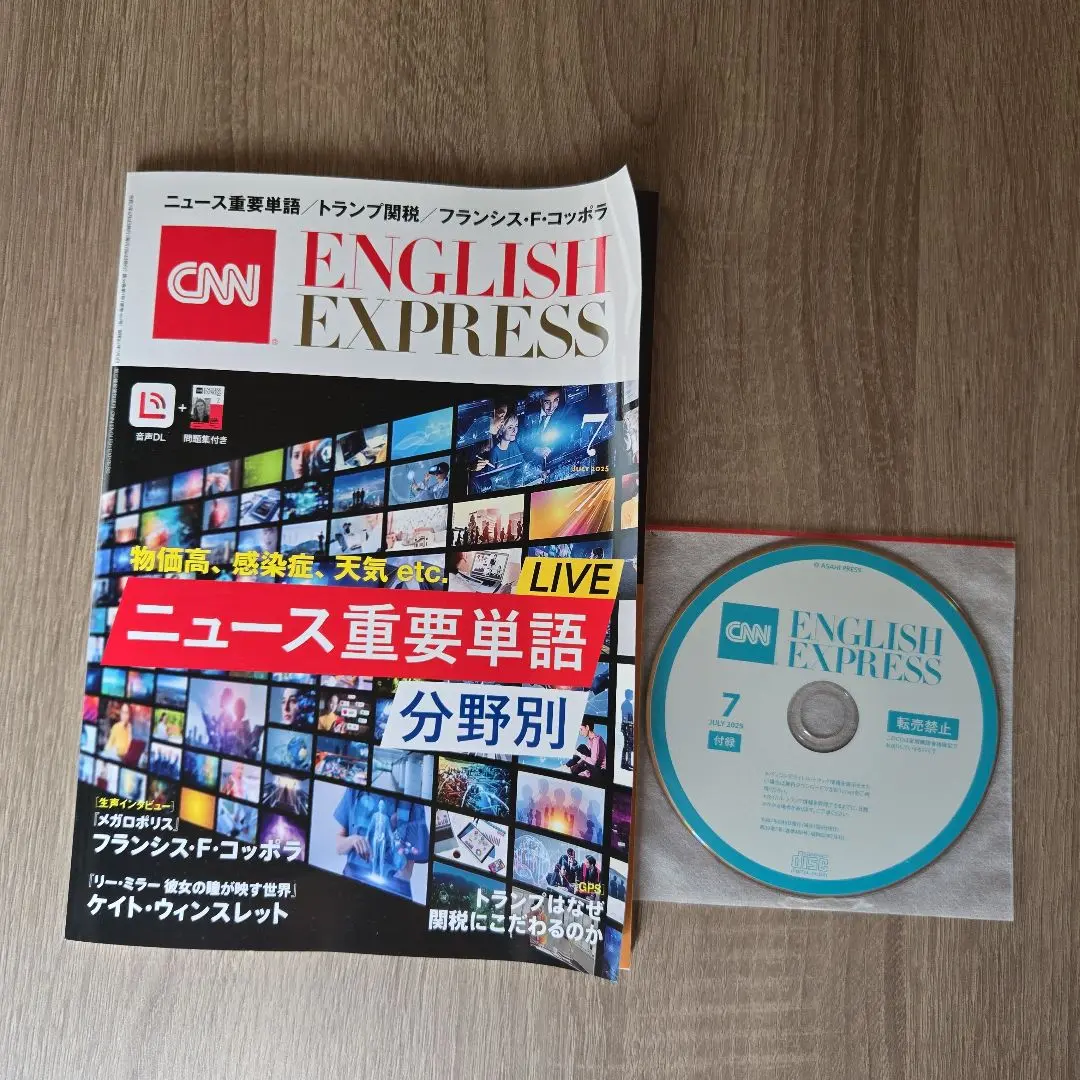 ニュース重要単語/トランプ関税/フランシス・F・コッポラ
CNN
®
ENGLISH
EXPRESS
音声DL
+
問題集付き
7
JULY 2025
物価高、感染症、天気 etc.
LIVE
ニュース重要単語
分野別
[生声インタビュー]
『メガロポリス』
フランシス・F・コッポラ
『リー・ミラー 彼女の瞳が映す世界』
ケイト・ウィンスレット
[GPS]
トランプはなぜ
関税にこだわるのか
© ASAHI PRESS
CNN
ENGLISH
EXPRESS
7
JULY 2025
付録
転売禁止
disc